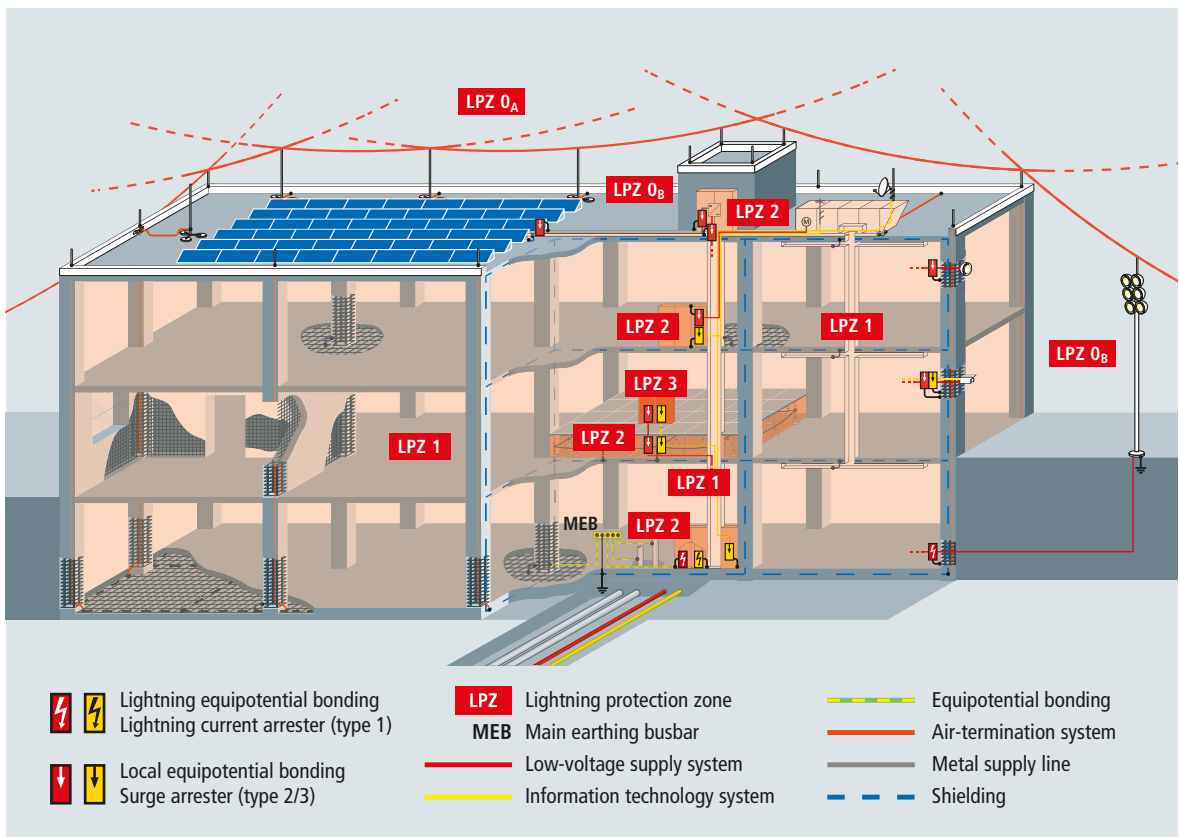 LPZ 0A
LPZ 0B
LPZ 2
LPZ 2
LPZ 1
LPZ 0B
LPZ 3
LPZ 1
LPZ 2
LPZ 1
MEB
LPZ 2
M
Lightning equipotential bonding
Lightning current arrester (type 1)
Local equipotential bonding
Surge arrester (type 2/3)
LPZ Lightning protection zone
MEB Main earthing busbar
Low-voltage supply system
Information technology system
Equipotential bonding
Air-termination system
Metal supply line
Shielding